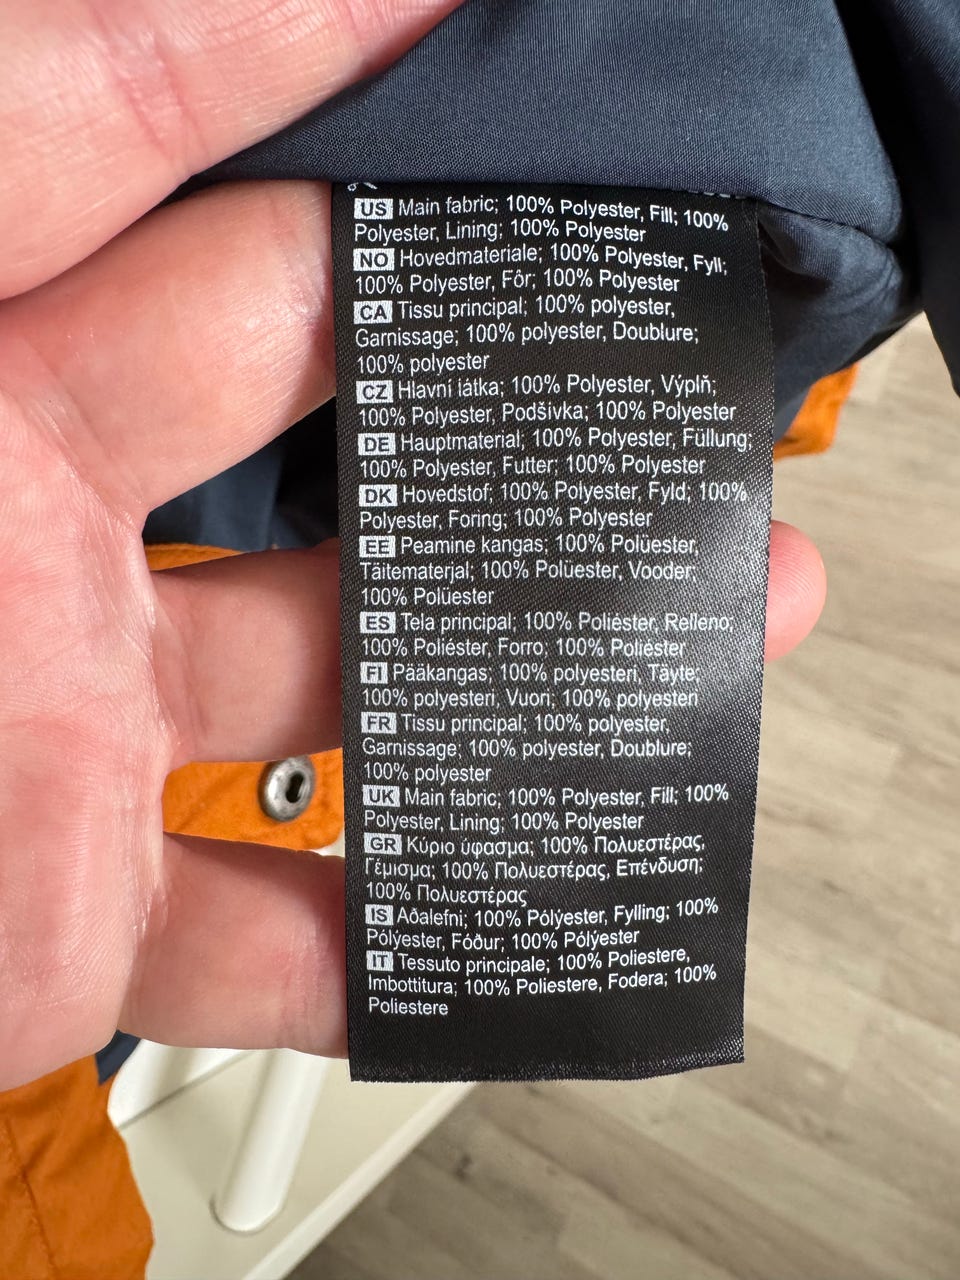 US Main fabric; 100% Polyester, Fill; 100%
Polyester, Lining; 100% Polyester
NO Hovedmateriale; 100% Polyester, Fyll;
100% Polyester, Fôr; 100% Polyester
CA Tissu principal; 100% polyester,
Garnissage; 100% polyester, Doublure;
100% polyester
CZ Hlavní látka; 100% Polyester, Výplň;
100% Polyester, Podšívka; 100% Polyester
DE Hauptmaterial; 100% Polyester, Füllung;
100% Polyester, Futter; 100% Polyester
DK Hovedstof; 100% Polyester, Fyld; 100%
Polyester, Foring; 100% Polyester
EE Peamine kangas; 100% Polüester,
Täitematerjal; 100% Polüester, Vooder;
100% Polüester
ES Tela principal; 100% Poliéster, Relleno;
100% Poliéster, Forro; 100% Poliéster
FI Pääkangas; 100% polyesteri, Täyte;
100% polyesteri, Vuori; 100% polyesteri
FR Tissu principal; 100% polyester,
Garnissage; 100% polyester, Doublure;
100% polyester
UK Main fabric; 100% Polyester, Fill; 100%
Polyester, Lining; 100% Polyester
GR Κύριο ύφασμα; 100% Πολυεστέρας,
Γέμισμα; 100% Πολυεστέρας, Επένδυση;
100% Πολυεστέρας
IS Aðalefni; 100% Pólýester, Fylling; 100%
Pólýester, Fóður; 100% Pólýester
IT Tessuto principale; 100% Poliestere,
Imbottitura; 100% Poliestere, Fodera; 100%
Poliestere